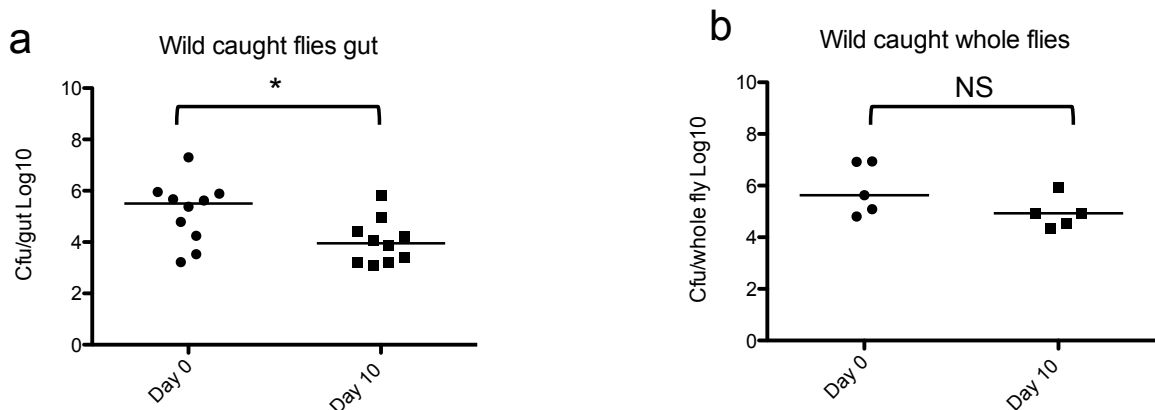 a
Wild caught flies gut
*
10
8
6
4
2
0
Cfu/gut Log10
Day 0
Day 10
b
Wild caught whole flies
NS
10
8
6
4
2
0
Cfu/whole fly Log10
Day 0
Day 10